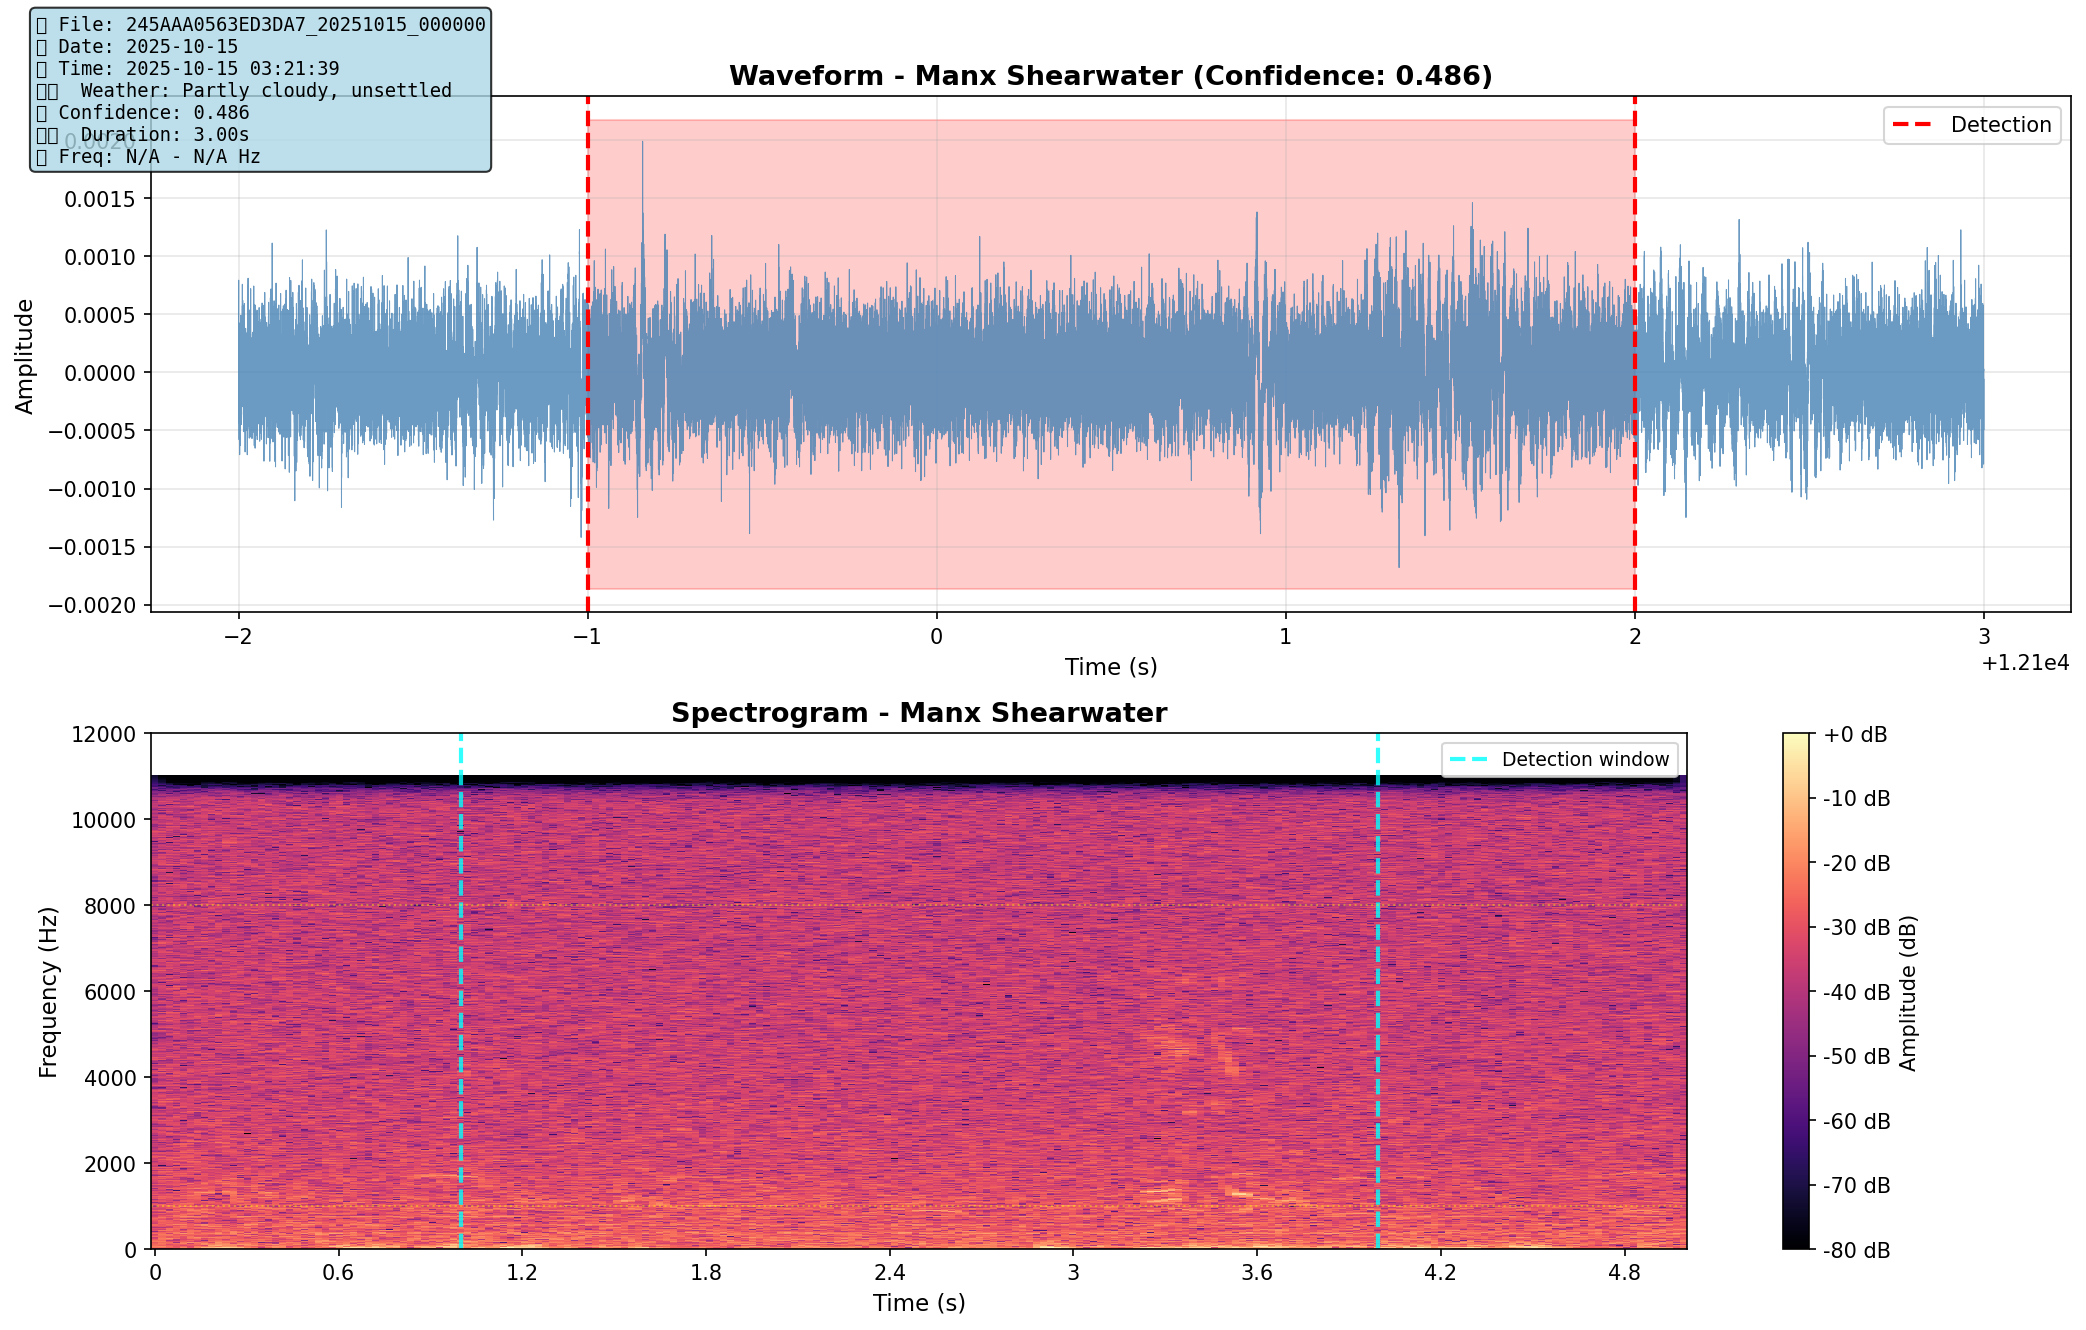 File: 245AAA0563ED3DA7_20251015_000000
Date: 2025-10-15
Time: 2025-10-15 03:21:39
Weather: Partly cloudy, unsettled
Confidence: 0.486
Duration: 3.00s
Freq: N/A - N/A Hz
Waveform - Manx Shearwater (Confidence: 0.486)
Detection
Amplitude
0.0020
0.0015
0.0010
0.0005
0.0000
−0.0005
−0.0010
−0.0015
−0.0020
−2 −1 0 1 2 3
Time (s)
+1.21e4
Spectrogram - Manx Shearwater
Detection window
Frequency (Hz)
12000
10000
8000
6000
4000
2000
0
0 0.6 1.2 1.8 2.4 3 3.6 4.2 4.8
Time (s)
+0 dB
-10 dB
-20 dB
-30 dB
-40 dB
-50 dB
-60 dB
-70 dB
-80 dB
Amplitude (dB)